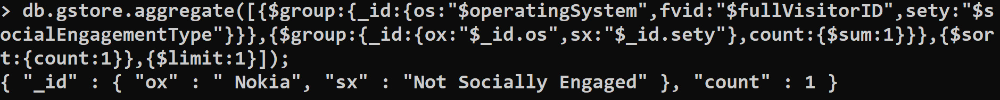 > db.gstore.aggregate([{$group:{_id:{os:"$operatingSystem",fvid:"$fullVisitorID",sety:"$s
ocialEngagementType"}}},{$group:{_id:{ox:"$_id.os",sx:"$_id.sety"},count:{$sum:1}}},{$sor
t:{count:1}},{$limit:1}]);
{ "_id" : { "ox" : " Nokia", "sx" : "Not Socially Engaged" }, "count" : 1 }